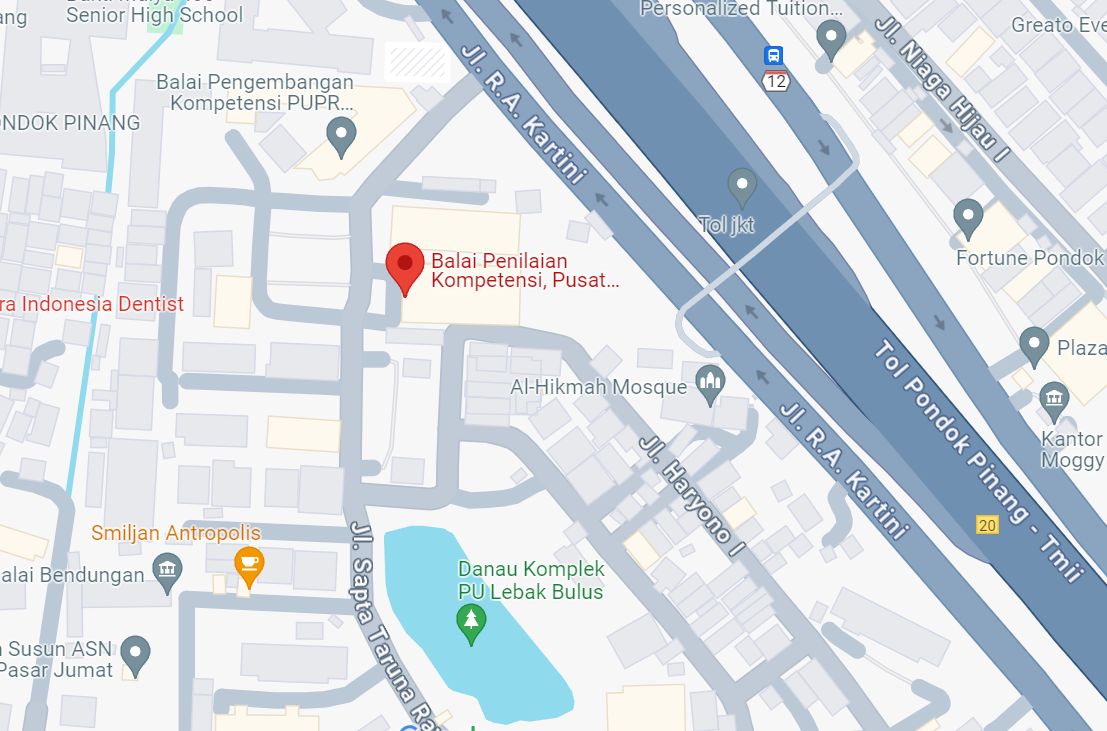 Senior High School
Personalized Tuition...
Greato Eve
12
Jl. R.A. Kartini
Jl. Niaga Hijau I
Balai Pengembangan
Kompetensi PUPR...
ONDOK PINANG
Tol jkt
Balai Penilaian
Kompetensi, Pusat...
Fortune Pondok
ra Indonesia Dentist
Plaza
Al-Hikmah Mosque
Tol Pondok Pinang - Tmii
Jl. R.A. Kartini
Jl. Haryono I
Kantor
Moggy
20
Smiljan Antropolis
Jl. Sapta Taruna Ra
alai Bendungan
Danau Komplek
PU Lebak Bulus
n Susun ASN
Pasar Jumat